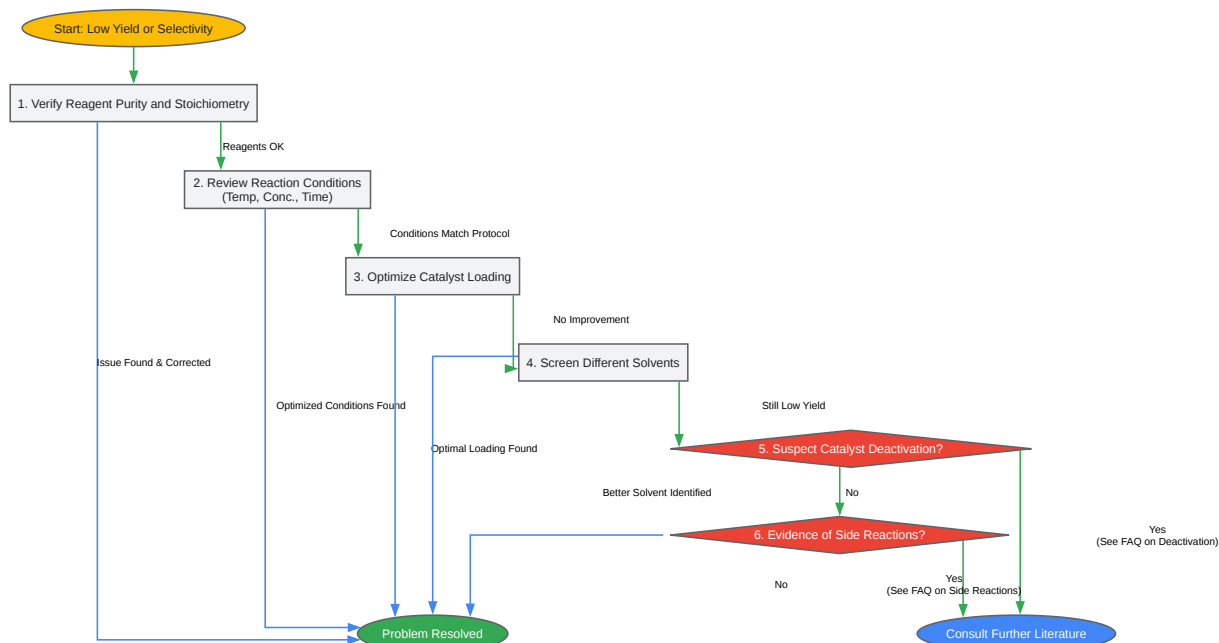 Start: Low Yield or Selectivity
1. Verify Reagent Purity and Stoichiometry
Reagents OK
2. Review Reaction Conditions
(Temp, Conc., Time)
Conditions Match Protocol
3. Optimize Catalyst Loading
No Improvement
4. Screen Different Solvents
Issue Found & Corrected
Optimized Conditions Found
Still Low Yield
Optimal Loading Found
5. Suspect Catalyst Deactivation?
Better Solvent Identified
No
6. Evidence of Side Reactions?
Yes
(See FAQ on Deactivation)
No
Yes
(See FAQ on Side Reactions)
Problem Resolved
Consult Further Literature